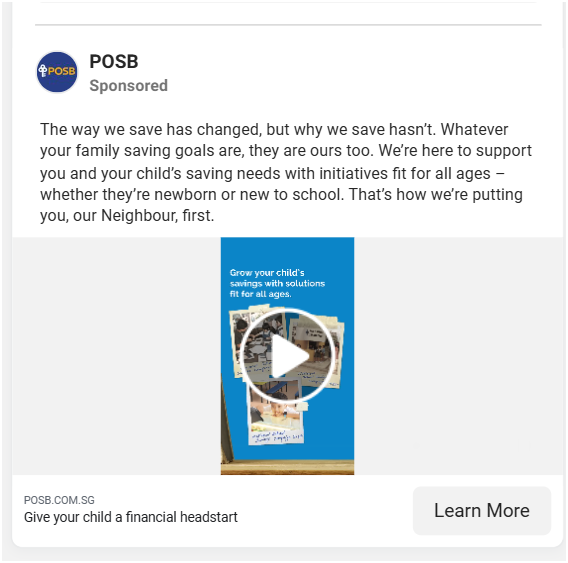 POSB
POSB
Sponsored
The way we save has changed, but why we save hasn’t. Whatever
your family saving goals are, they are ours too. We’re here to support
you and your child’s saving needs with initiatives fit for all ages –
whether they’re newborn or new to school. That’s how we’re putting
you, our Neighbour, first.
Grow your child's
savings with solutions
fit for all ages.
POSB.COM.SG
Give your child a financial headstart
Learn More